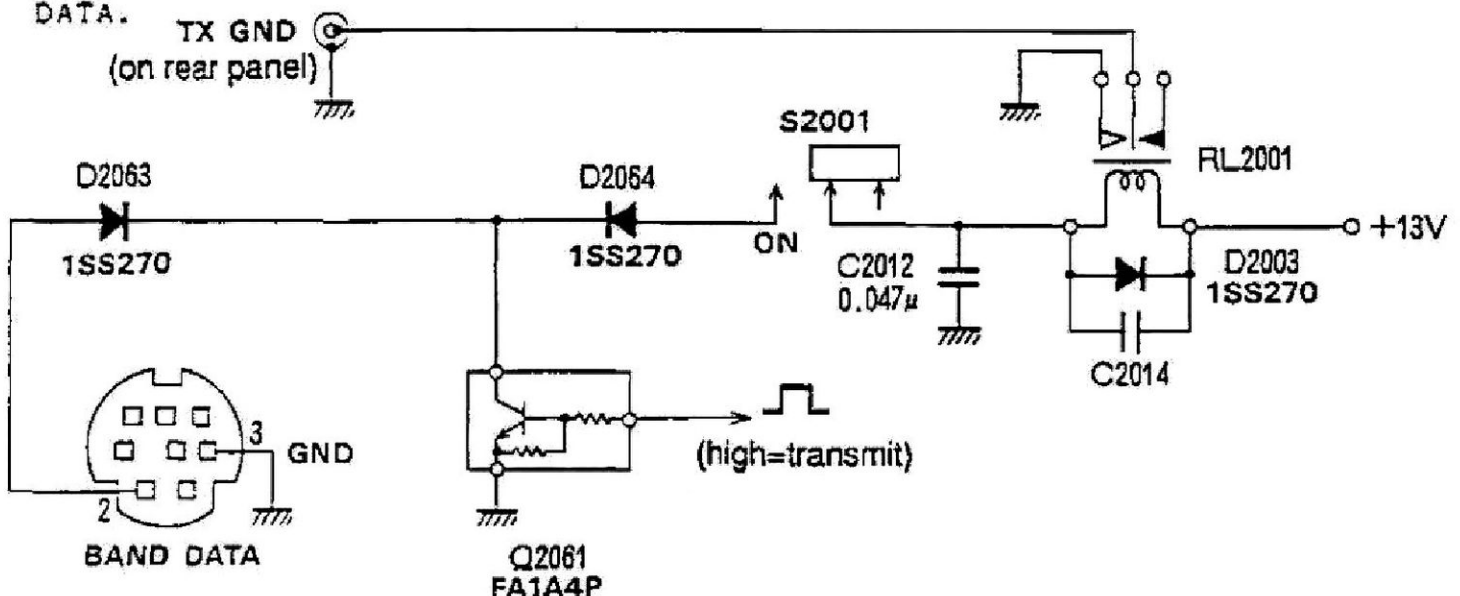 DATA.
TX GND
(on rear panel)
S2001
RL2001
D2063
1SS270
D2064
1SS270
ON
C2012
0.047μ
+13V
D2003
1SS270
C2014
3
GND
2
BAND DATA
(high=transmit)
Q2061
FA1A4P